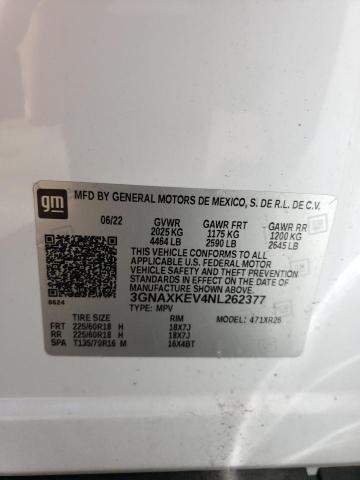 gm
MFD BY GENERAL MOTORS DE MEXICO, S. DE R.L. DE C.V.
06/22 GVWR GAWR FRT GAWR RR
2025 KG 1175 KG 1200 KG
4464 LB 2590 LB 2645 LB
THIS VEHICLE CONFORMS TO ALL
APPLICABLE U.S. FEDERAL MOTOR
VEHICLE SAFETY, BUMPER, AND
THEFT PREVENTION STANDARDS
IN EFFECT ON THE DATE OF
MANUFACTURE SHOWN ABOVE.
8624 3GNAXKEV4NL262377
TYPE: MPV MODEL: 471XR26
TIRE SIZE RIM
FRT 225/60R18 H 18X7J
RR 225/60R18 H 18X7J
SPA T135/70R16 M 16X4BT